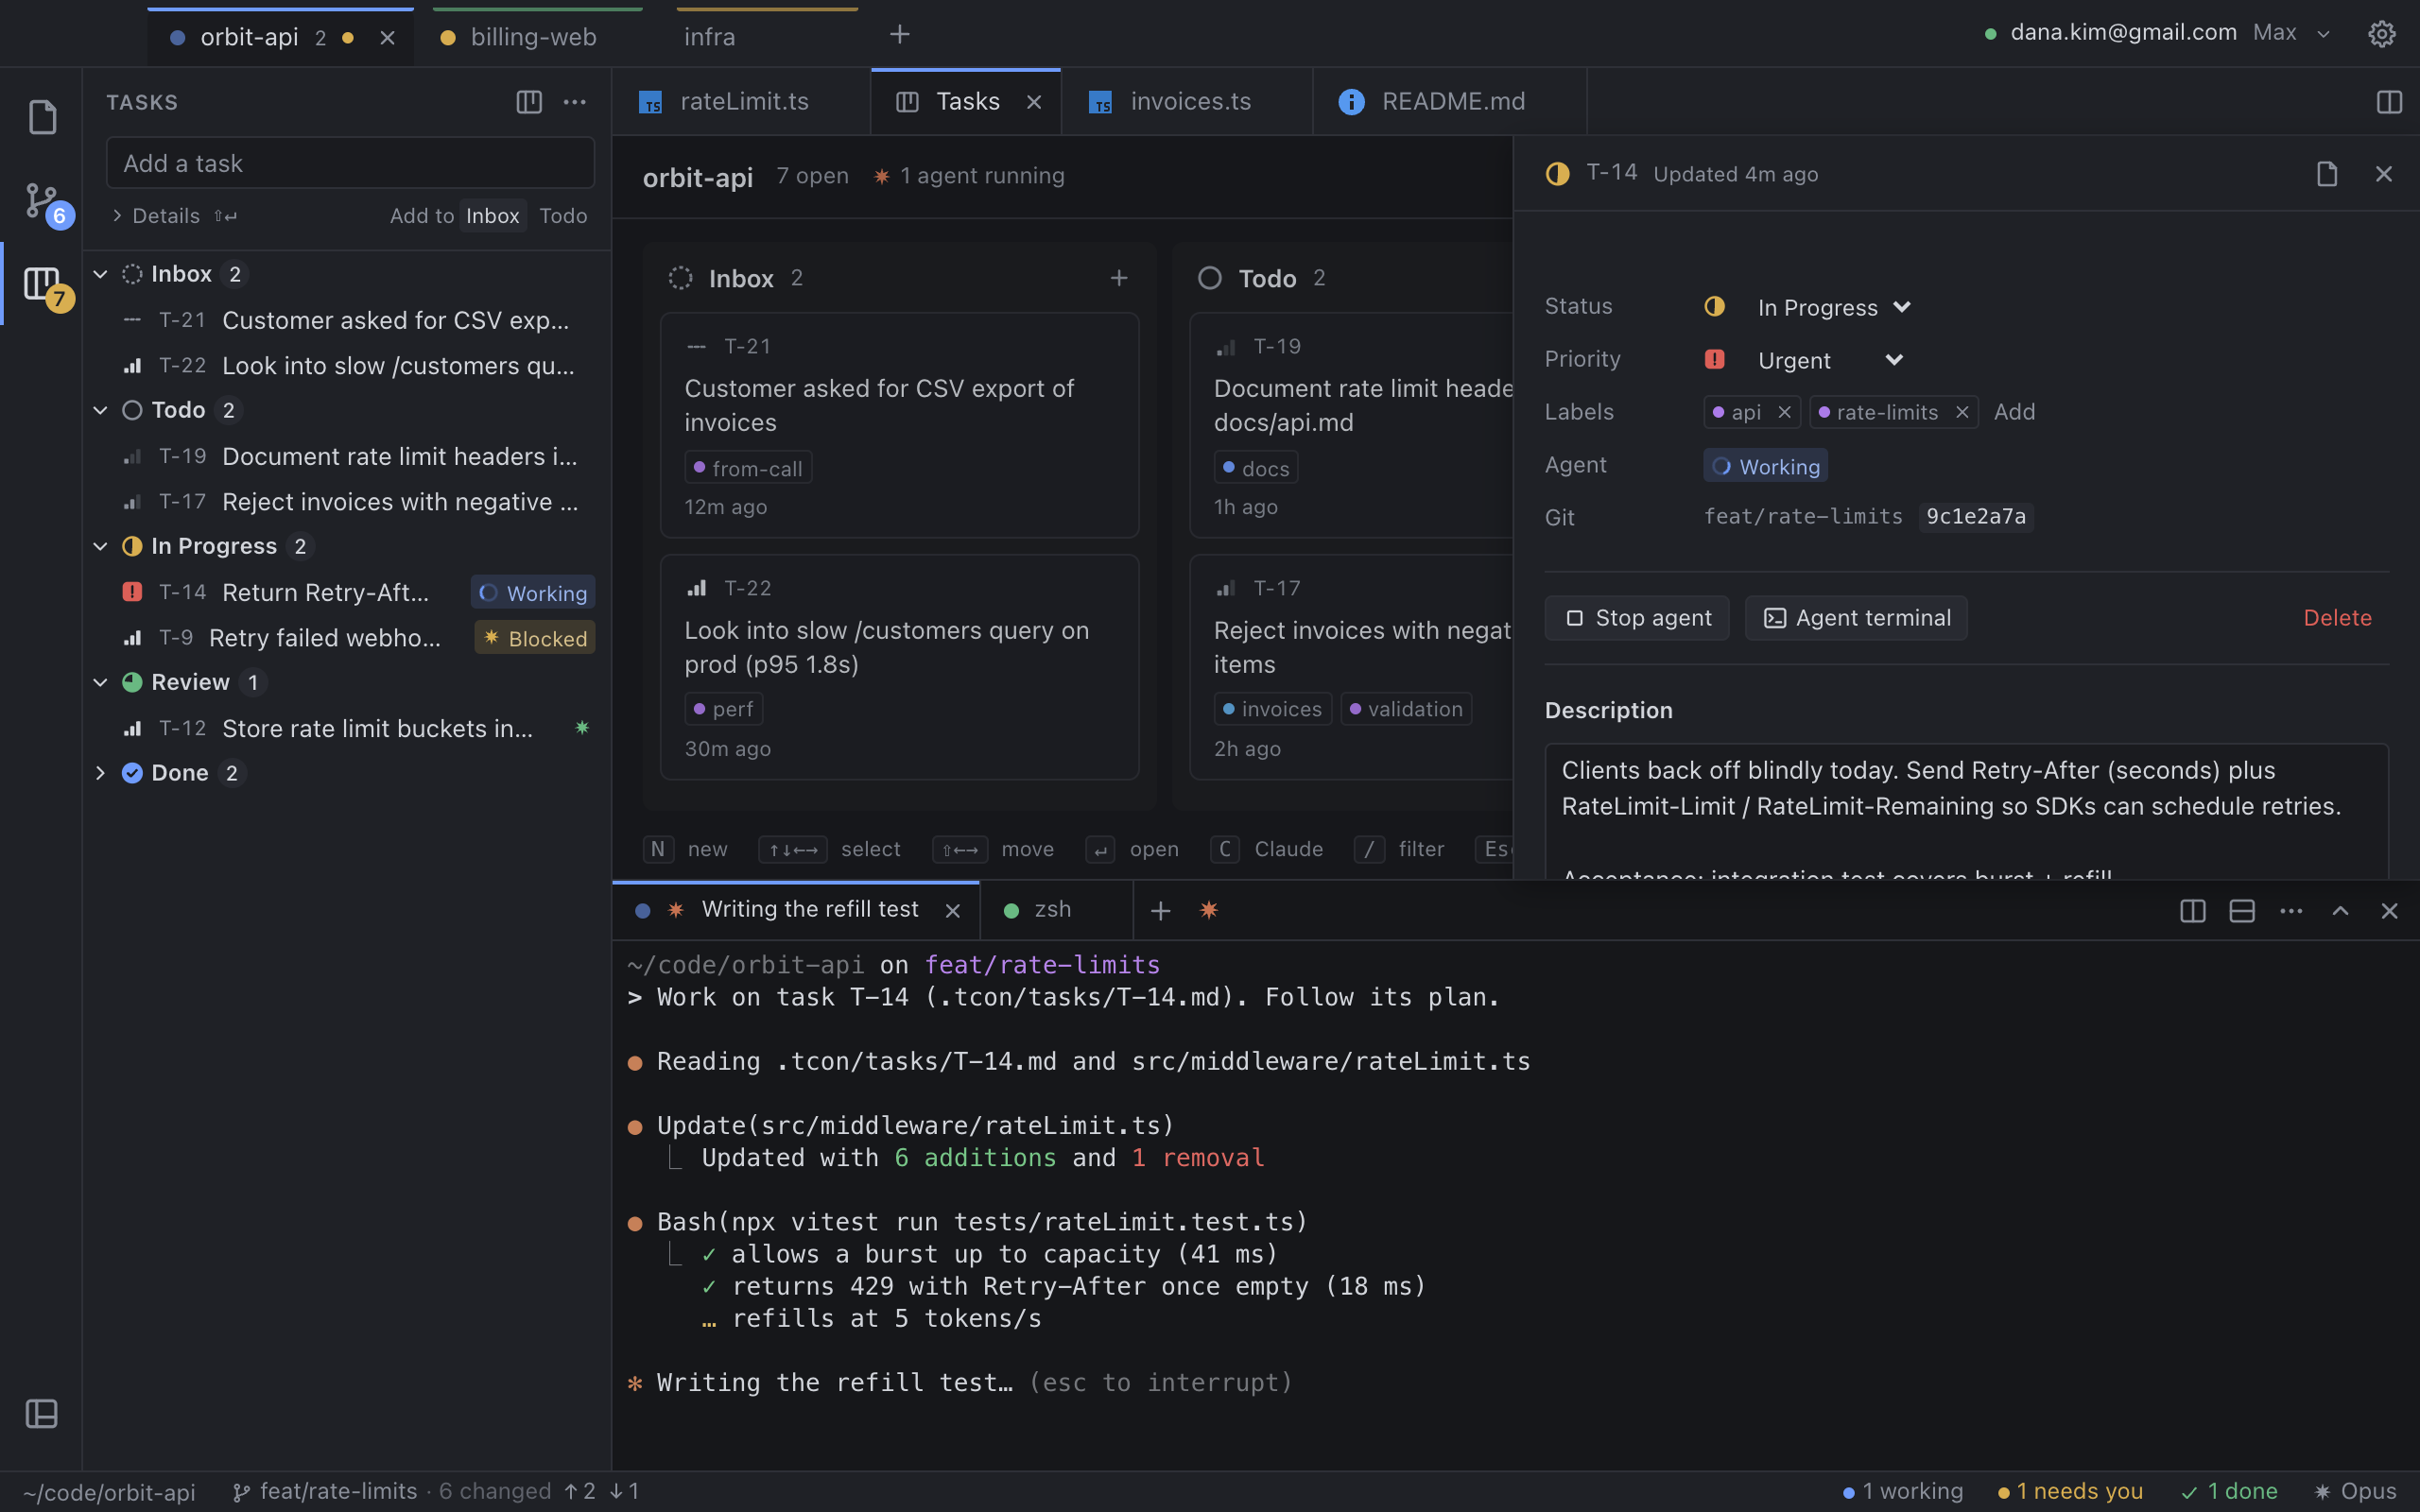 orbit-api 2
billing-web
infra
dana.kim@gmail.com Max
TASKS
Add a task
Details ⇧↵ Add to Inbox Todo
Inbox 2
T-21 Customer asked for CSV exp...
T-22 Look into slow /customers qu...
Todo 2
T-19 Document rate limit headers i...
T-17 Reject invoices with negative ...
In Progress 2
T-14 Return Retry-Aft... Working
T-9 Retry failed webho... Blocked
Review 1
T-12 Store rate limit buckets in...
Done 2
6
7
TS rateLimit.ts
Tasks
TS invoices.ts
README.md
orbit-api 7 open 1 agent running
Inbox 2
T-21
Customer asked for CSV export of
invoices
from-call
12m ago
T-22
Look into slow /customers query on
prod (p95 1.8s)
perf
30m ago
Todo 2
T-19
Document rate limit heade
docs/api.md
docs
1h ago
T-17
Reject invoices with negat
items
invoices validation
2h ago
N new ↑↓←→ select ⇧←→ move ↵ open C Claude / filter Esc
T-14 Updated 4m ago
Status In Progress
Priority Urgent
Labels api rate-limits Add
Agent Working
Git feat/rate-limits 9c1e2a7a
Stop agent Agent terminal Delete
Description
Clients back off blindly today. Send Retry-After (seconds) plus
RateLimit-Limit / RateLimit-Remaining so SDKs can schedule retries.
Acceptance: integration test covers burst + refill
Writing the refill test
zsh
~/code/orbit-api on feat/rate-limits
> Work on task T-14 (.tcon/tasks/T-14.md). Follow its plan.
Reading .tcon/tasks/T-14.md and src/middleware/rateLimit.ts
Update(src/middleware/rateLimit.ts)
Updated with 6 additions and 1 removal
Bash(npx vitest run tests/rateLimit.test.ts)
✓ allows a burst up to capacity (41 ms)
✓ returns 429 with Retry-After once empty (18 ms)
… refills at 5 tokens/s
✻ Writing the refill test… (esc to interrupt)
~/code/orbit-api feat/rate-limits · 6 changed ↑2 ↓1
1 working 1 needs you ✓ 1 done Opus